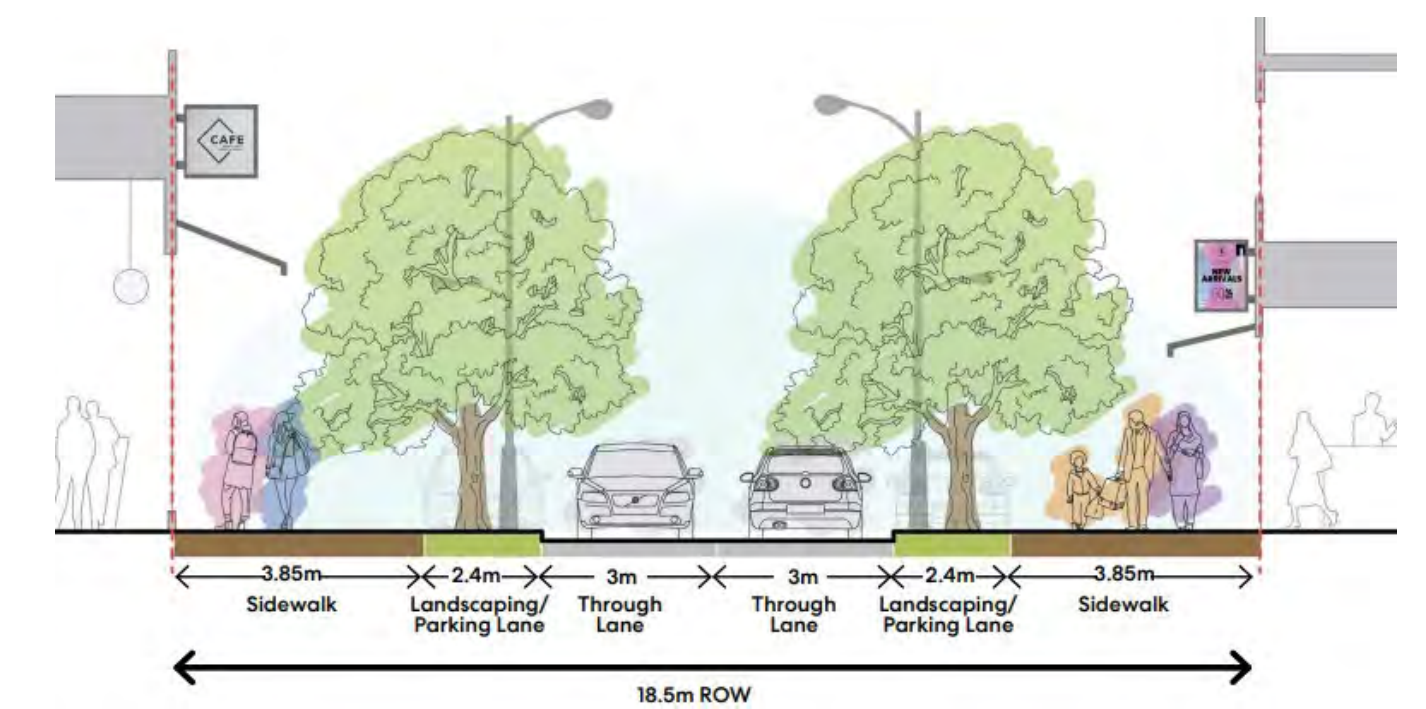 CAFE
NEW
ARRIVALS
3.85m
2.4m
3m
3m
2.4m
3.85m
Sidewalk
Landscaping/
Parking Lane
Through
Lane
Through
Lane
Landscaping/
Parking Lane
Sidewalk
18.5m ROW